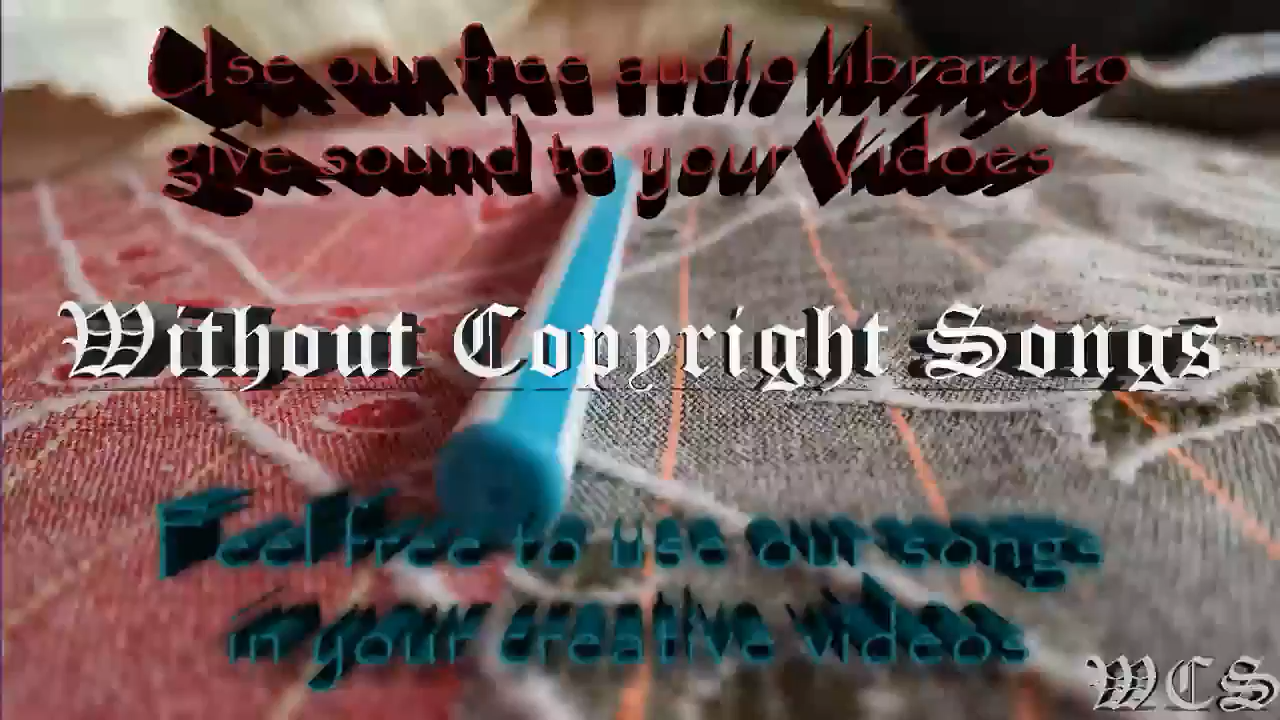 Use our free audio library to
give sound to your Vidoes
Without Copyright Songs
Feel free to use our songs
in your creative videos
WCS